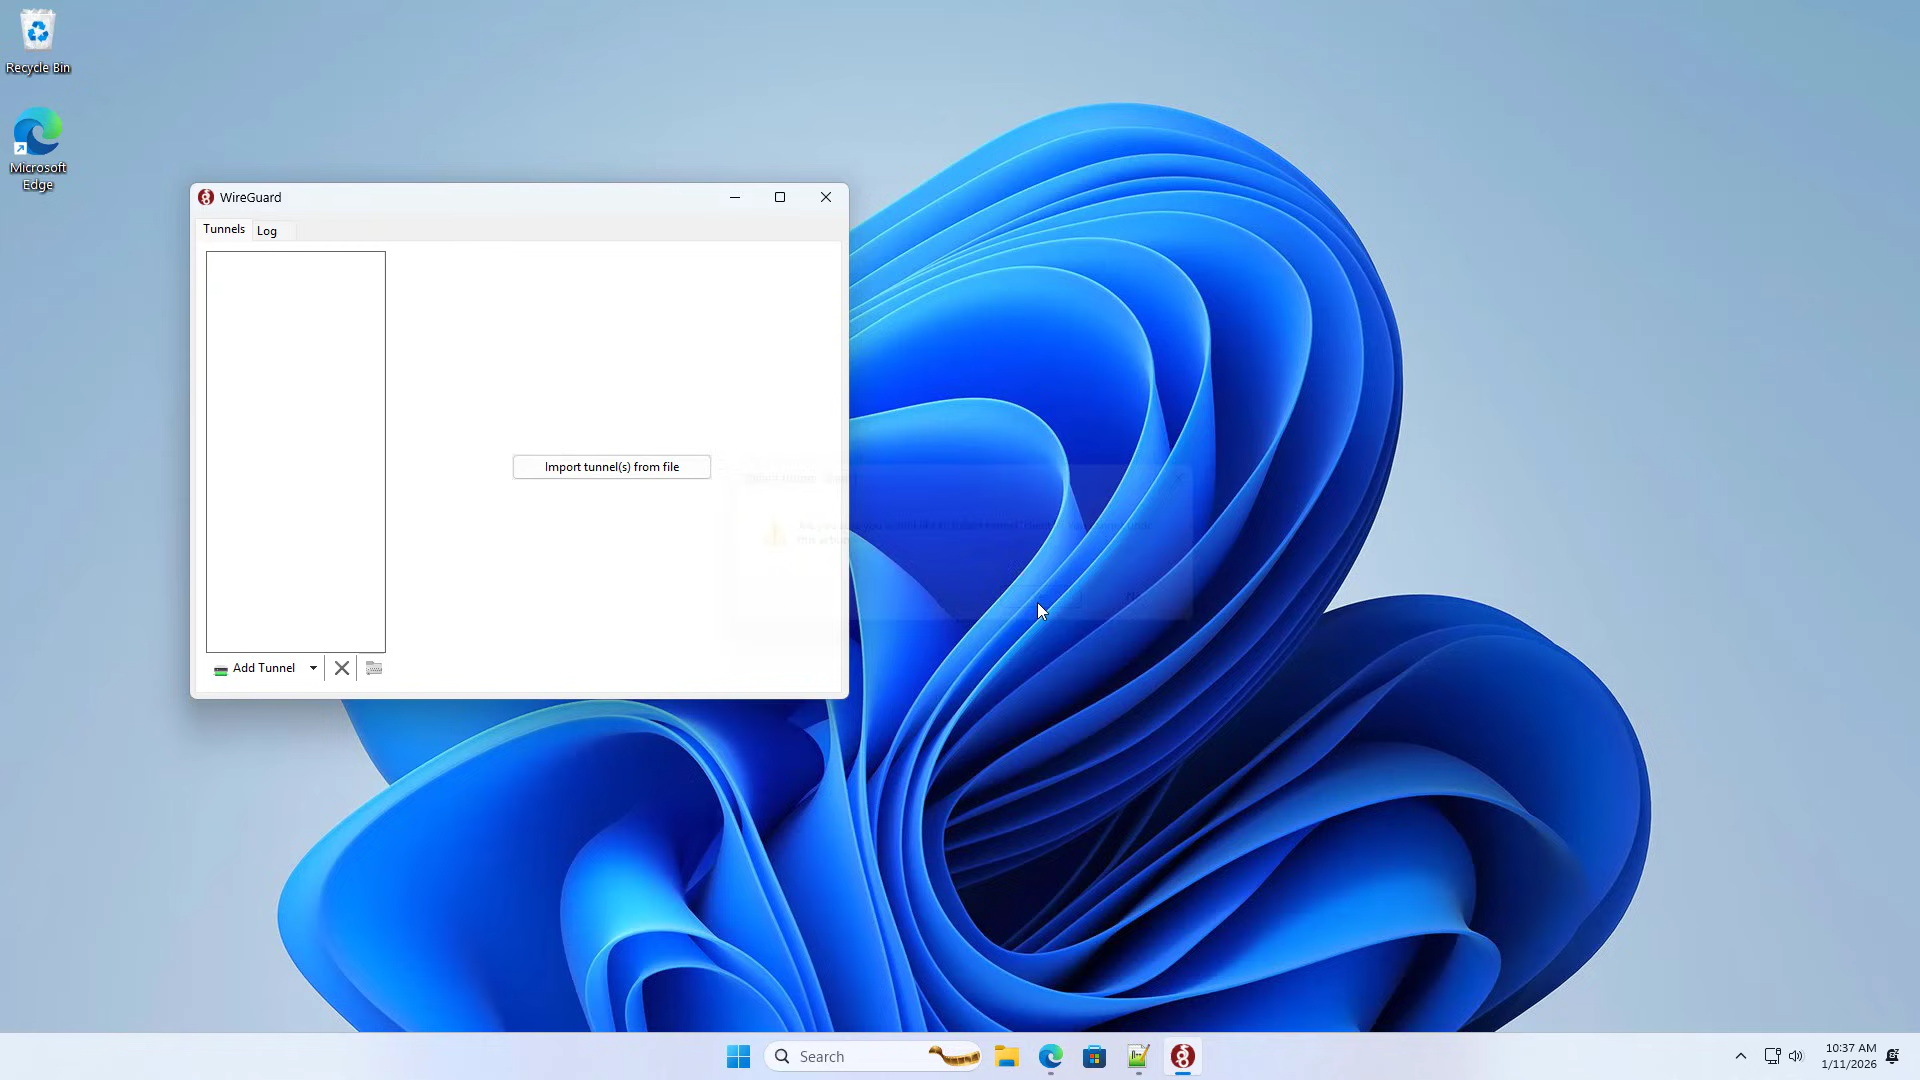 Recycle Bin
Microsoft
Edge
WireGuard
Tunnels
Log
Import tunnel(s) from file
Add Tunnel
Search
10:37 AM
1/11/2026